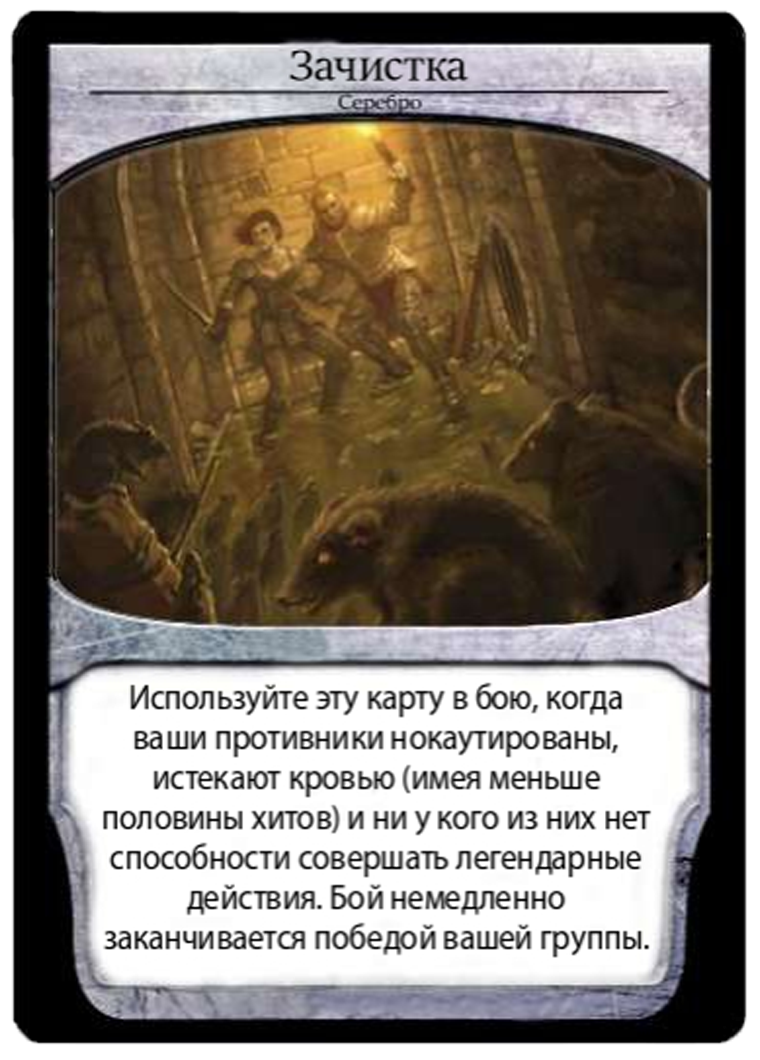 Зачистка
Серебро
Используйте эту карту в бою, когда
ваши противники нокаутированы,
истекают кровью (имея меньше
половины хитов) и ни у кого из них нет
способности совершать легендарные
действия. Бой немедленно
заканчивается победой вашей группы.